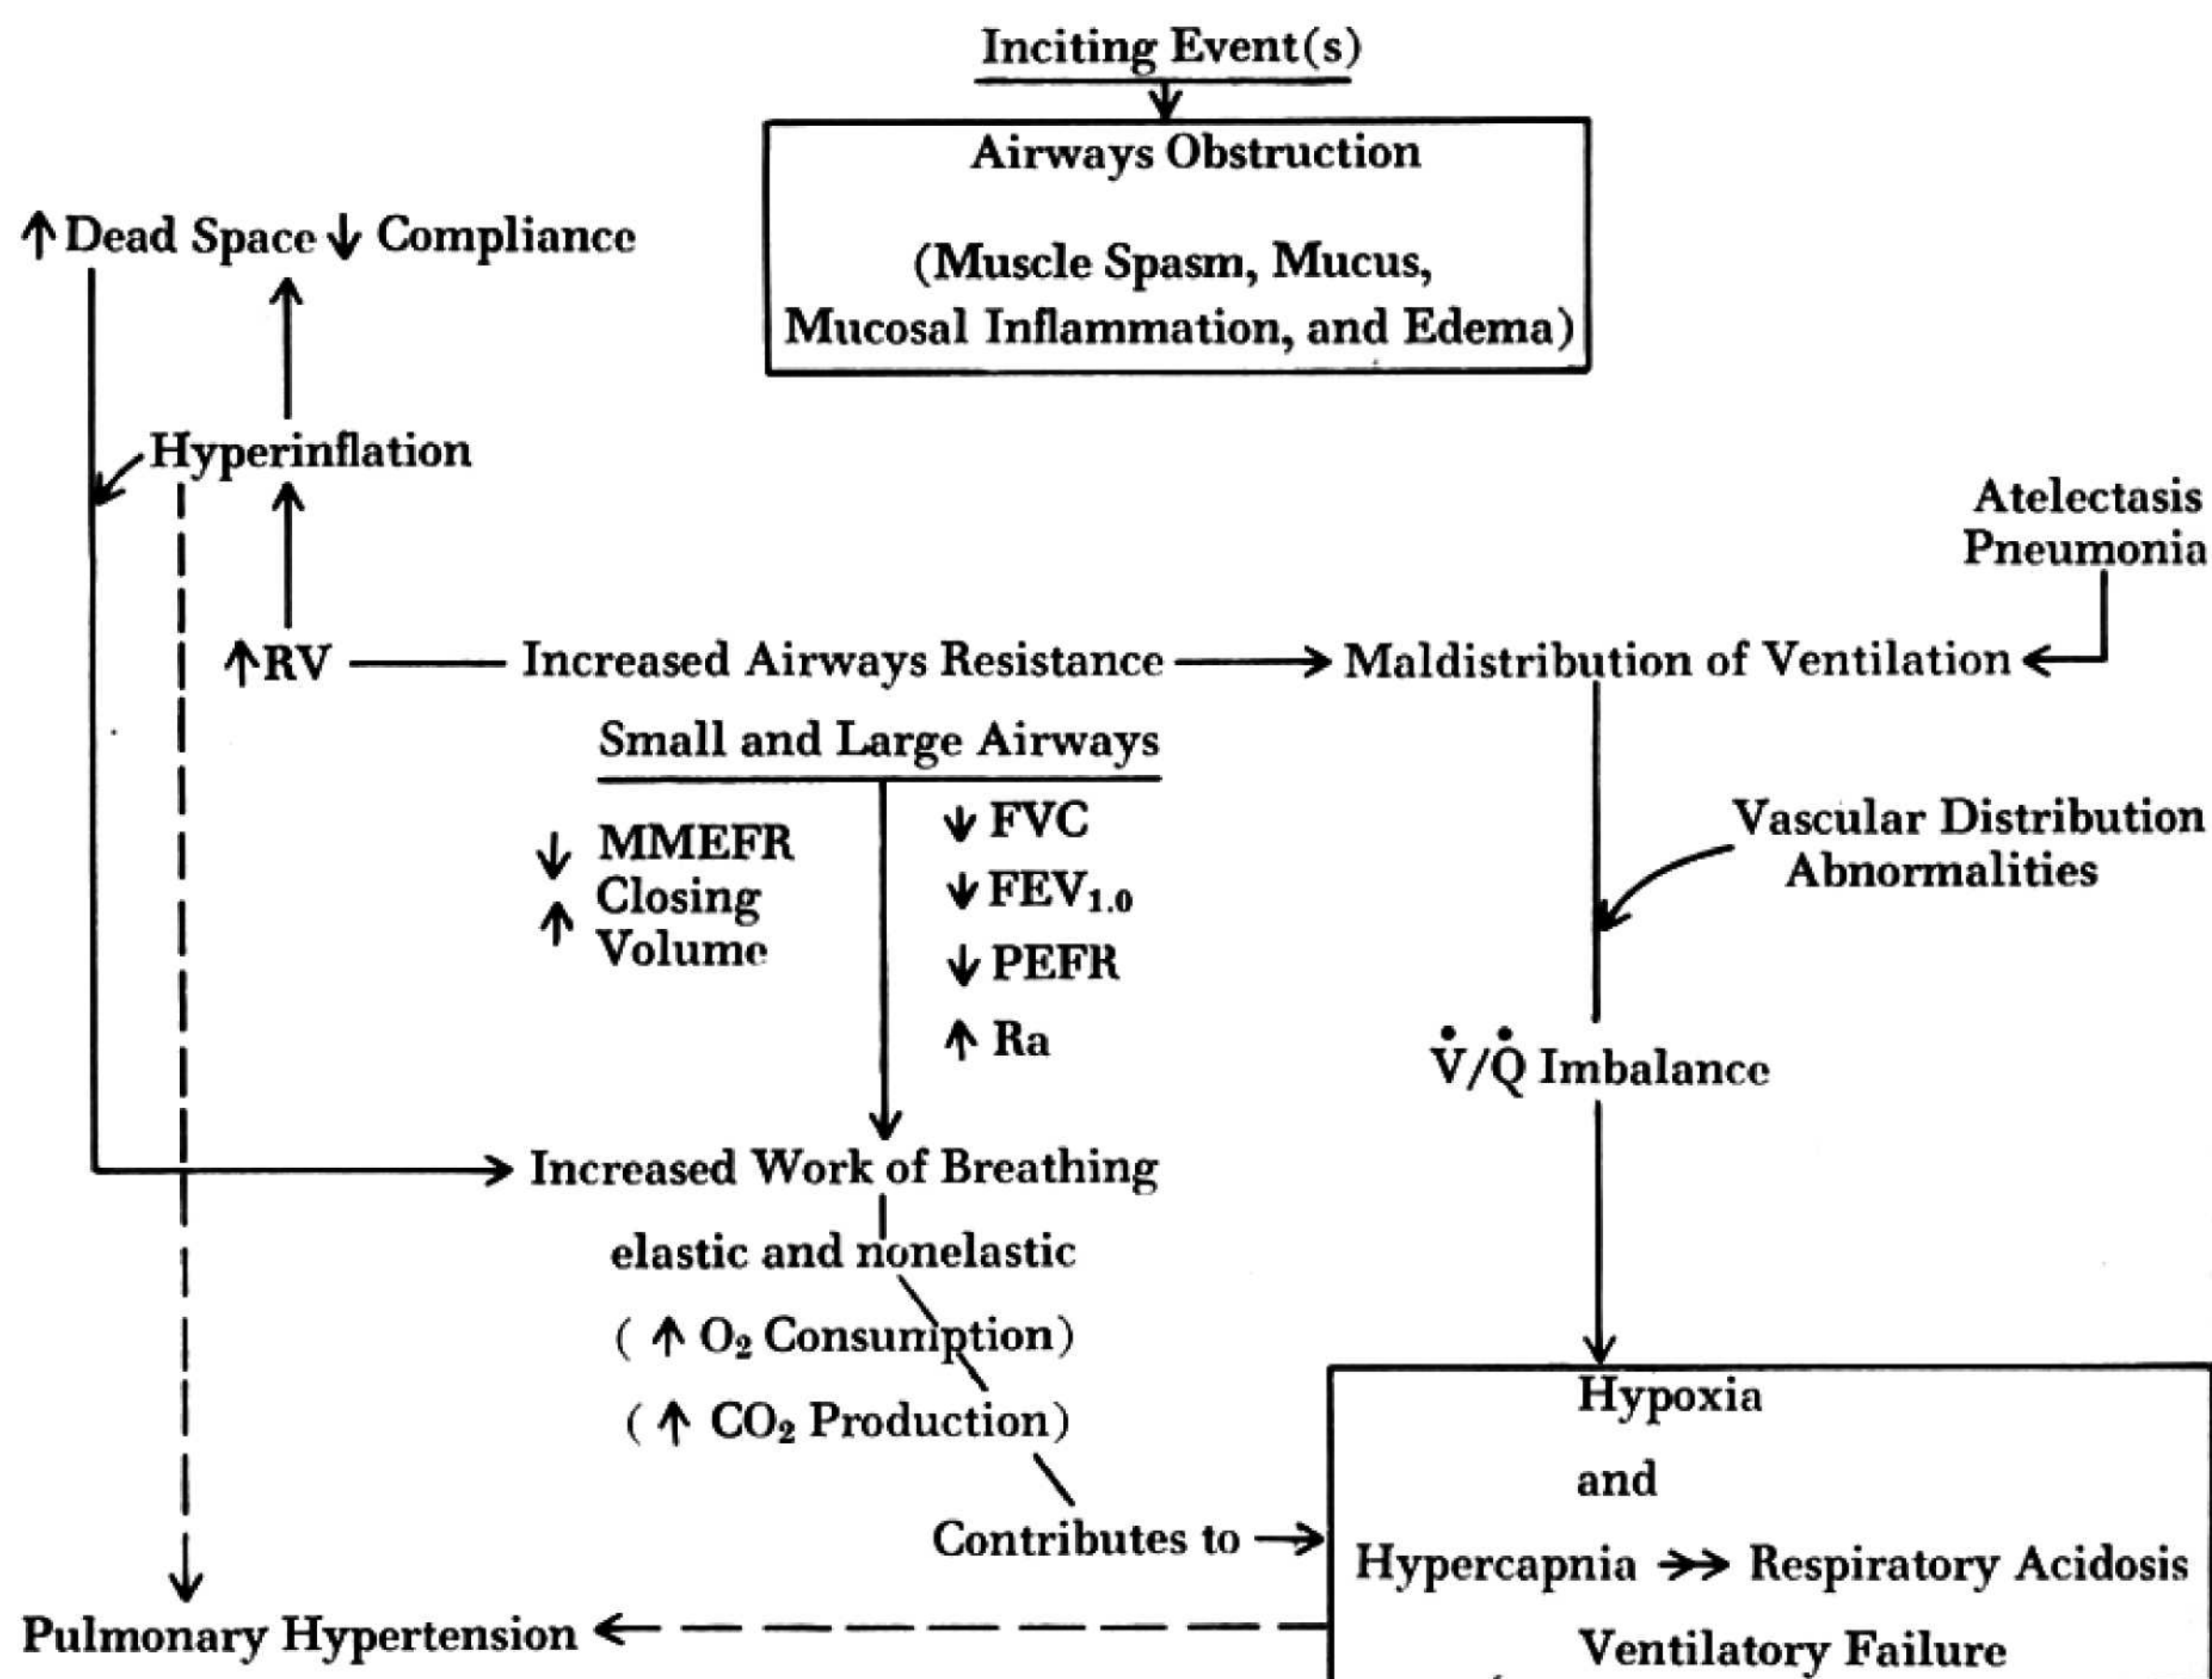 Inciting Event(s)
Airways Obstruction
(Muscle Spasm, Mucus,
Mucosal Inflammation, and Edema)
↑ Dead Space ↓ Compliance
Hyperinflation
Atelectasis
Pneumonia
↑RV
Increased Airways Resistance
Maldistribution of Ventilation
Small and Large Airways
↓ MMEFR
↑ Closing
Volume
↓ FVC
↓ FEV₁.₀
↓ PEFR
↑ Ra
Vascular Distribution
Abnormalities
V̇/Q̇ Imbalance
Increased Work of Breathing
elastic and nonelastic
( ↑ O₂ Consumption)
( ↑ CO₂ Production)
Contributes to
Hypoxia
and
Hypercapnia →→ Respiratory Acidosis
Ventilatory Failure
Pulmonary Hypertension